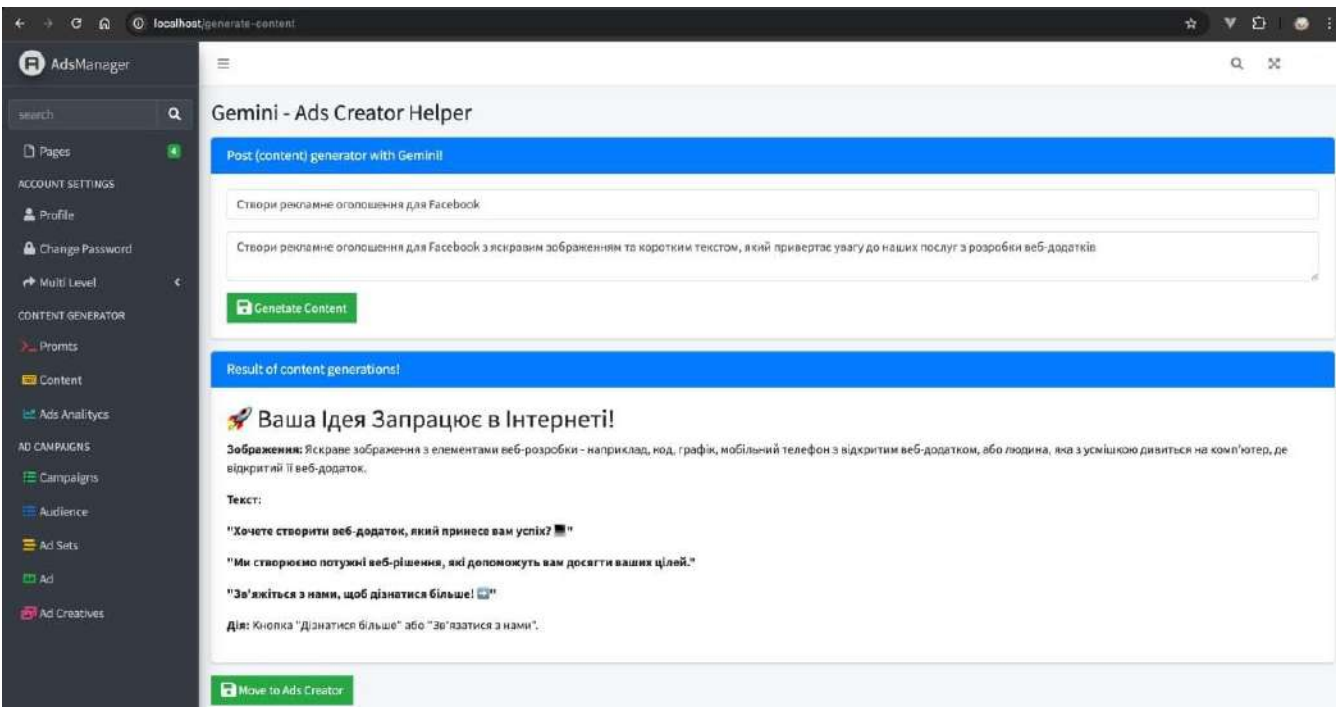 localhost/generate-content
AdsManager
search
Pages 4
ACCOUNT SETTINGS
Profile
Change Password
Multi Level
CONTENT GENERATOR
Promts
Content
Ads Analitycs
AD CAMPAIGNS
Campaigns
Audience
Ad Sets
Ad
Ad Creatives
Gemini - Ads Creator Helper
Post (content) generator with Gemini!
Створи рекламне оголошення для Facebook
Створи рекламне оголошення для Facebook з яскравим зображенням та коротким текстом, який привертає увагу до наших послуг з розробки веб-додатків
Genetate Content
Result of content generations!
🚀 Ваша Ідея Запрацює в Інтернеті!
Зображення: Яскраве зображення з елементами веб-розробки - наприклад, код, графік, мобільний телефон з відкритим веб-додатком, або людина, яка з усмішкою дивиться на комп'ютер, де
відкритий її веб-додаток.
Текст:
"Хочете створити веб-додаток, який принесе вам успіх? 💻"
"Ми створюємо потужні веб-рішення, які допоможуть вам досягти ваших цілей."
"Зв'яжіться з нами, щоб дізнатися більше! ➡️"
Дія: Кнопка "Дізнатися більше" або "Зв'язатися з нами".
Move to Ads Creator